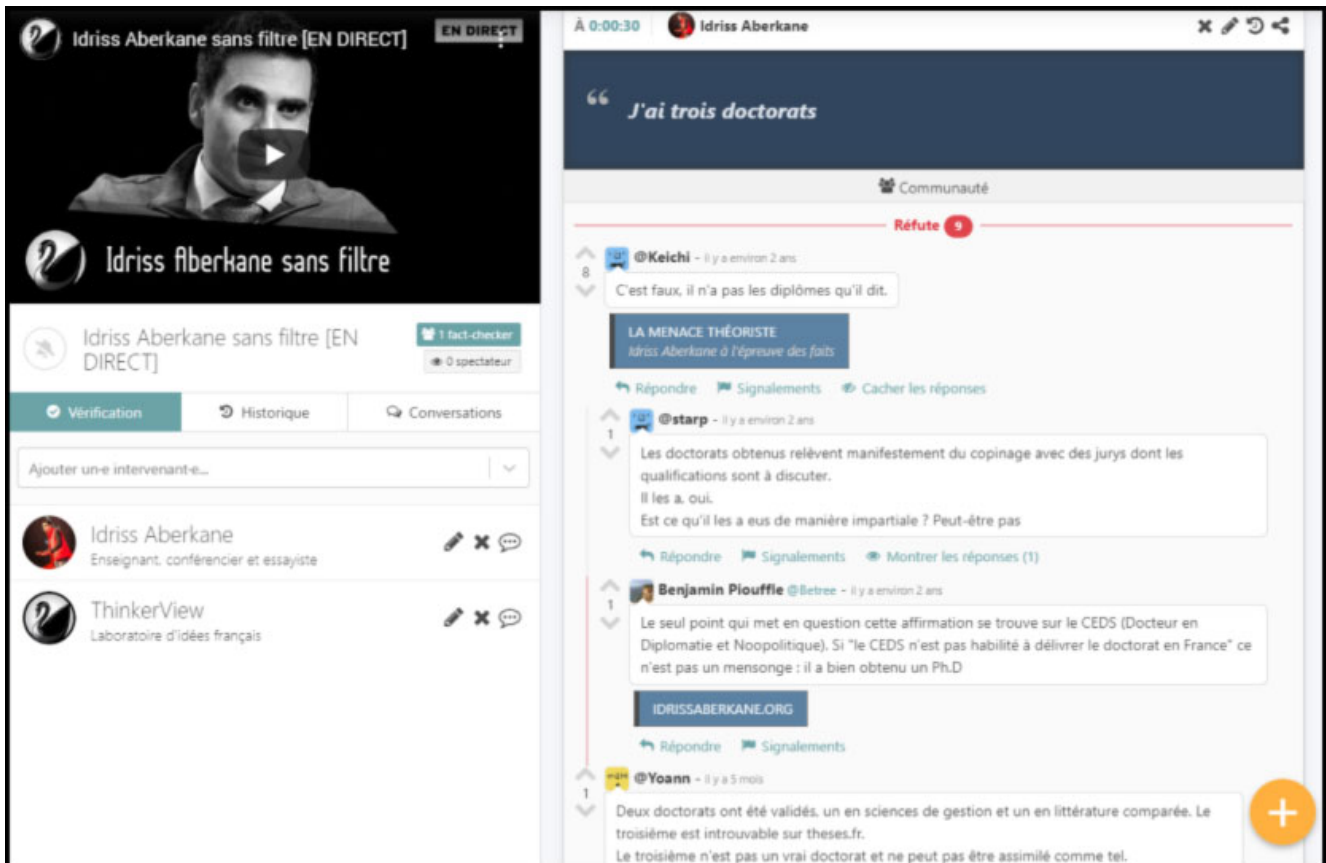 Idriss Aberkane sans filtre [EN DIRECT]
EN DIRECT
Idriss Aberkane sans filtre
Idriss Aberkane sans filtre [EN
DIRECT]
1 fact-checker
0 spectateur
Vérification
Historique
Conversations
Ajouter un·e intervenant·e...
Idriss Aberkane
Enseignant, conférencier et essayiste
ThinkerView
Laboratoire d'idées français
À 0:00:30 Idriss Aberkane
“ J'ai trois doctorats
Communauté
Réfute 9
@Keichi - il y a environ 2 ans
8
C'est faux, il n'a pas les diplômes qu'il dit.
LA MENACE THÉORISTE
Idriss Aberkane à l'épreuve des faits
Répondre Signalements Cacher les réponses
@starp - il y a environ 2 ans
1
Les doctorats obtenus relèvent manifestement du copinage avec des jurys dont les
qualifications sont à discuter.
Il les a, oui.
Est ce qu'il les a eus de manière impartiale ? Peut-être pas
Répondre Signalements Montrer les réponses (1)
Benjamin Piouffle @Betree - il y a environ 2 ans
1
Le seul point qui met en question cette affirmation se trouve sur le CEDS (Docteur en
Diplomatie et Noopolitique). Si "le CEDS n'est pas habilité à délivrer le doctorat en France" ce
n'est pas un mensonge : il a bien obtenu un Ph.D
IDRISSABERKANE.ORG
Répondre Signalements
@Yoann - il y a 5 mois
1
Deux doctorats ont été validés, un en sciences de gestion et un en littérature comparée. Le
troisième est introuvable sur theses.fr.
Le troisième n'est pas un vrai doctorat et ne peut pas être assimilé comme tel.